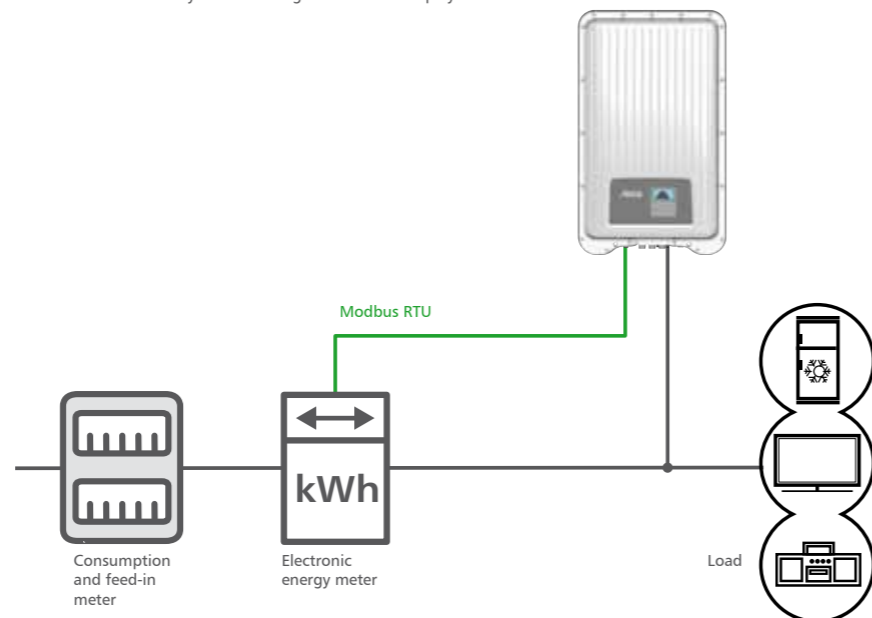 Modbus RTU
kWh
Consumption
and feed-in
meter
Electronic
energy meter
Load